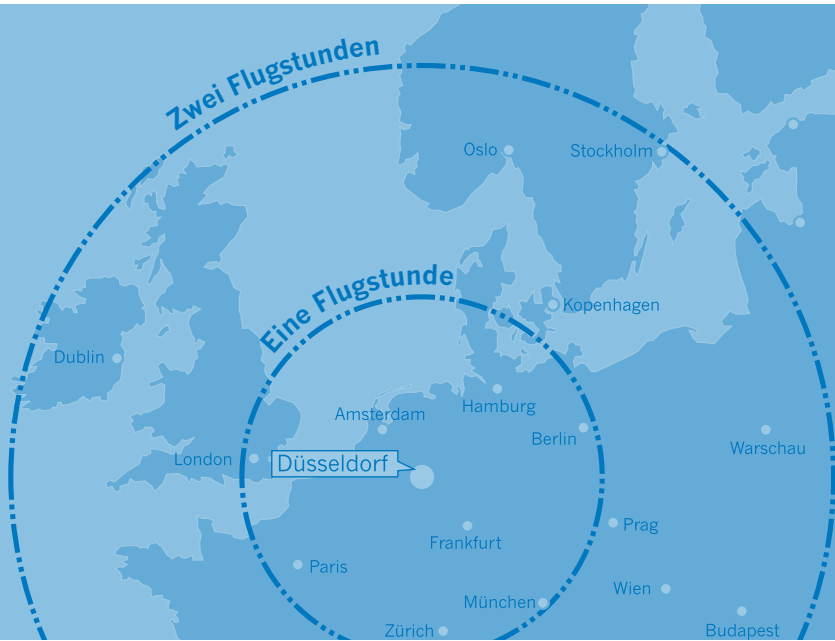 Zwei Flugstunden
Oslo
Stockholm
Eine Flugstunde
Kopenhagen
Dublin
Amsterdam
Hamburg
Berlin
Warschau
London
Düsseldorf
Prag
Frankfurt
Paris
Wien
München
Zürich
Budapest